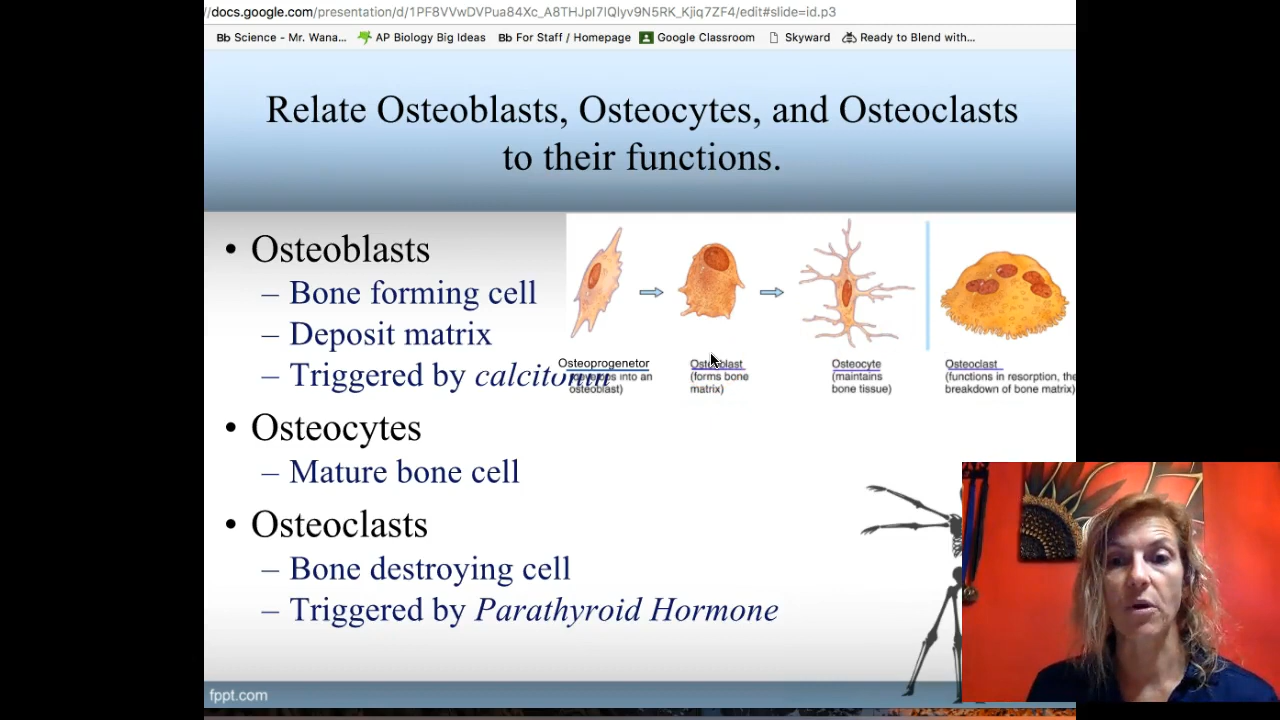 /docs.google.com/presentation/d/1PF8VVwDVPua84Xc_A8THJpI7IQlyv9N5RK_Kjiq7ZF4/edit#slide=id.p3
Bb Science - Mr. Wana... AP Biology Big Ideas Bb For Staff / Homepage Google Classroom Skyward Ready to Blend with...
Relate Osteoblasts, Osteocytes, and Osteoclasts
to their functions.
• Osteoblasts
– Bone forming cell
– Deposit matrix
– Triggered by calcitonin
• Osteocytes
– Mature bone cell
• Osteoclasts
– Bone destroying cell
– Triggered by Parathyroid Hormone
Osteoprogenetor
into an
osteoblast)
Osteoblast
(forms bone
matrix)
Osteocyte
(maintains
bone tissue)
Osteoclast
(functions in resorption, the
breakdown of bone matrix)
fppt.com